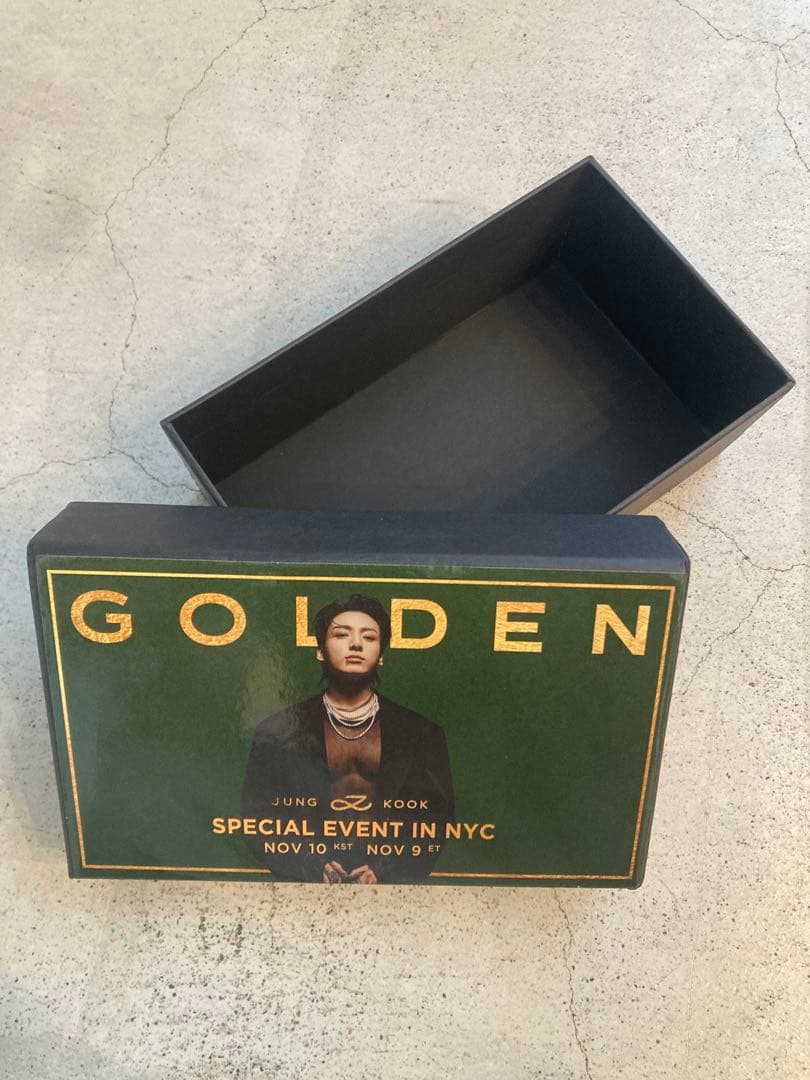 GOLDEN
JUNG KOOK
SPECIAL EVENT IN NYC
NOV 10 KST NOV 9 ET